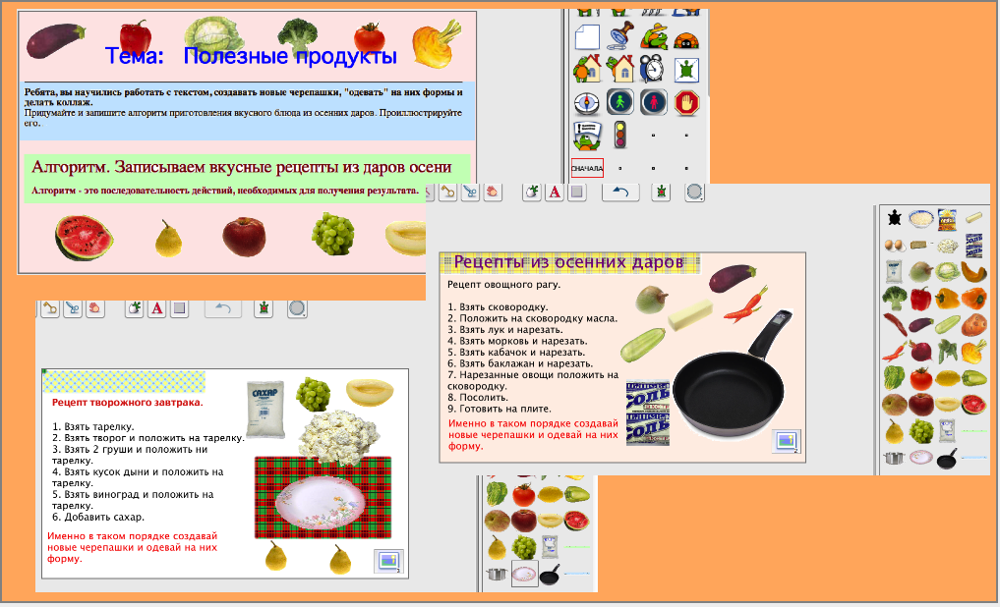 Тема: Полезные продукты
Ребята, вы научились работать с текстом, создавать новые черепашки, "одевать" на них формы и
делать коллаж.
Придумайте и запишите алгоритм приготовления вкусного блюда из осенних даров. Проиллюстрируйте
его.
Алгоритм. Записываем вкусные рецепты из даров осени
Алгоритм - это последовательность действий, необходимых для получения результата.
СНАЧАЛА
Рецепты из осенних даров
Рецепт овощного рагу.
1. Взять сковородку.
2. Положить на сковородку масла.
3. Взять лук и нарезать.
4. Взять морковь и нарезать.
5. Взять кабачок и нарезать.
6. Взять баклажан и нарезать.
7. Нарезанные овощи положить на
сковородку.
8. Посолить.
9. Готовить на плите.
Именно в таком порядке создавай
новые черепашки и одевай на них
форму.
СОЛЬ
СОЛЬ
Рецепт творожного завтрака.
1. Взять тарелку.
2. Взять творог и положить на тарелку.
3. Взять 2 груши и положить ни
тарелку.
4. Взять кусок дыни и положить на
тарелку.
5. Взять виноград и положить на
тарелку.
6. Добавить сахар.
Именно в таком порядке создавай
новые черепашки и одевай на них
форму.
САХАР